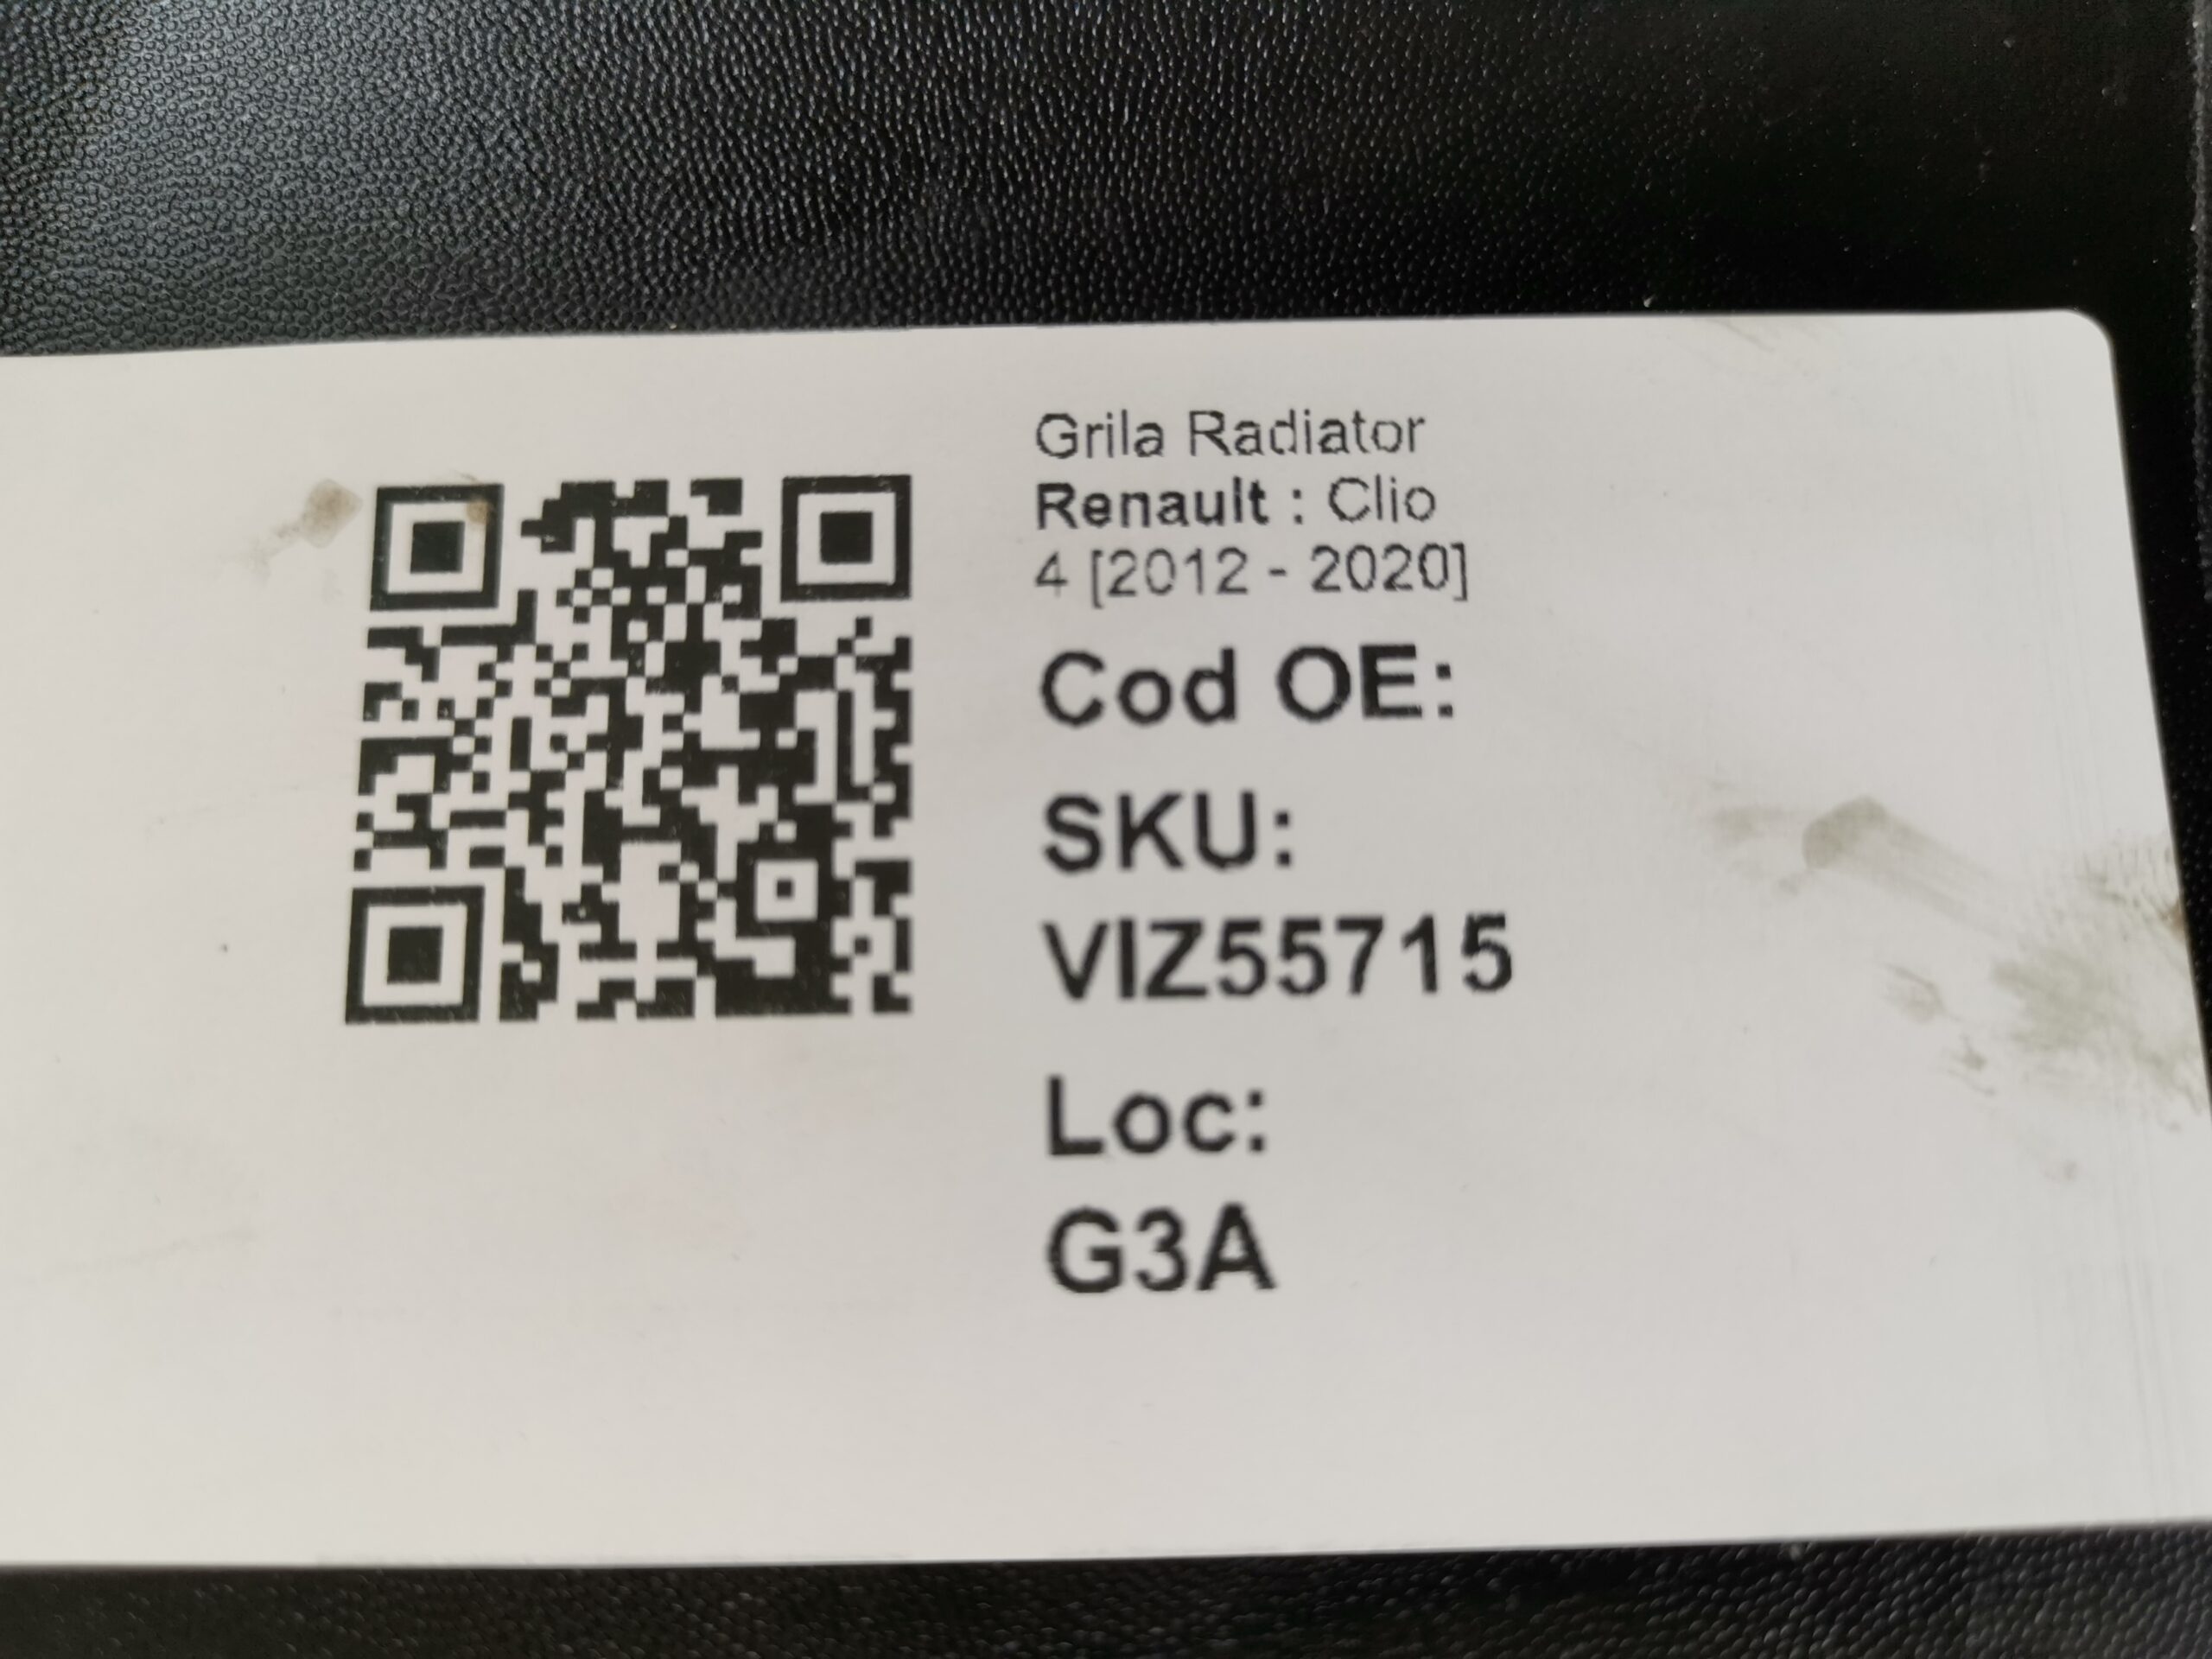 Grila Radiator
Renault : Clio
4 [2012 - 2020]
Cod OE:
SKU:
VIZ55715
Loc:
G3A